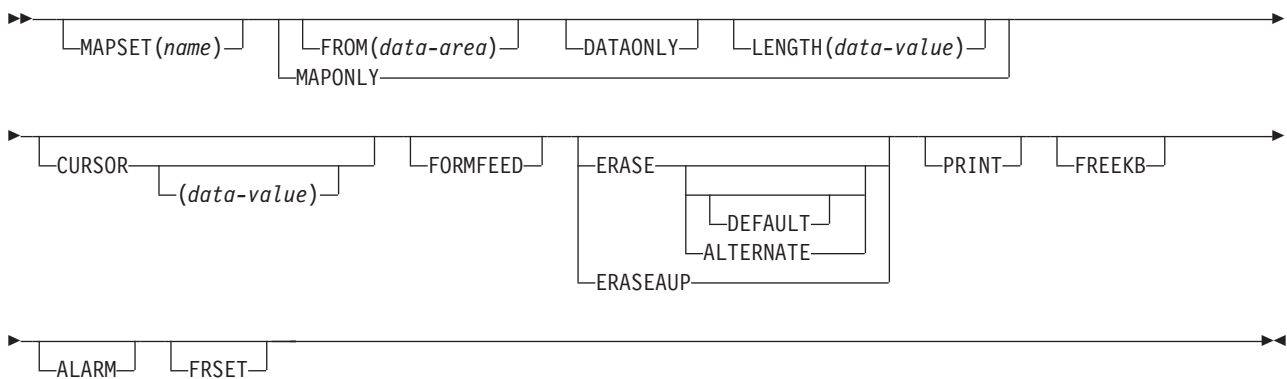 MAPSET(name) FROM(data-area) DATAONLY LENGTH(data-value)
MAPONLY
CURSOR FORMFEED ERASE PRINT FREEKB
(data-value) DEFAULT
ALTERNATE
ERASEAUP
ALARM FRSET